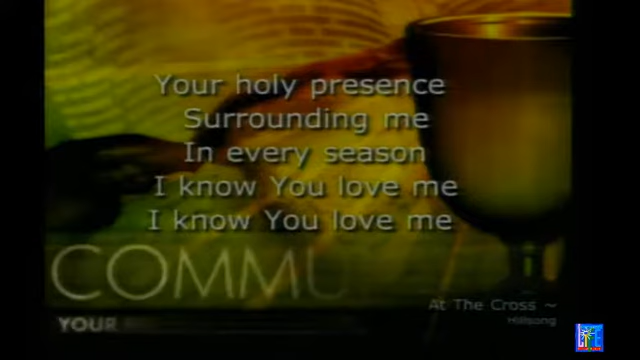 Your holy presence
Surrounding me
In every season
I know You love me
I know You love me
COMMU
YOUR
At The Cross ~
Hillsong